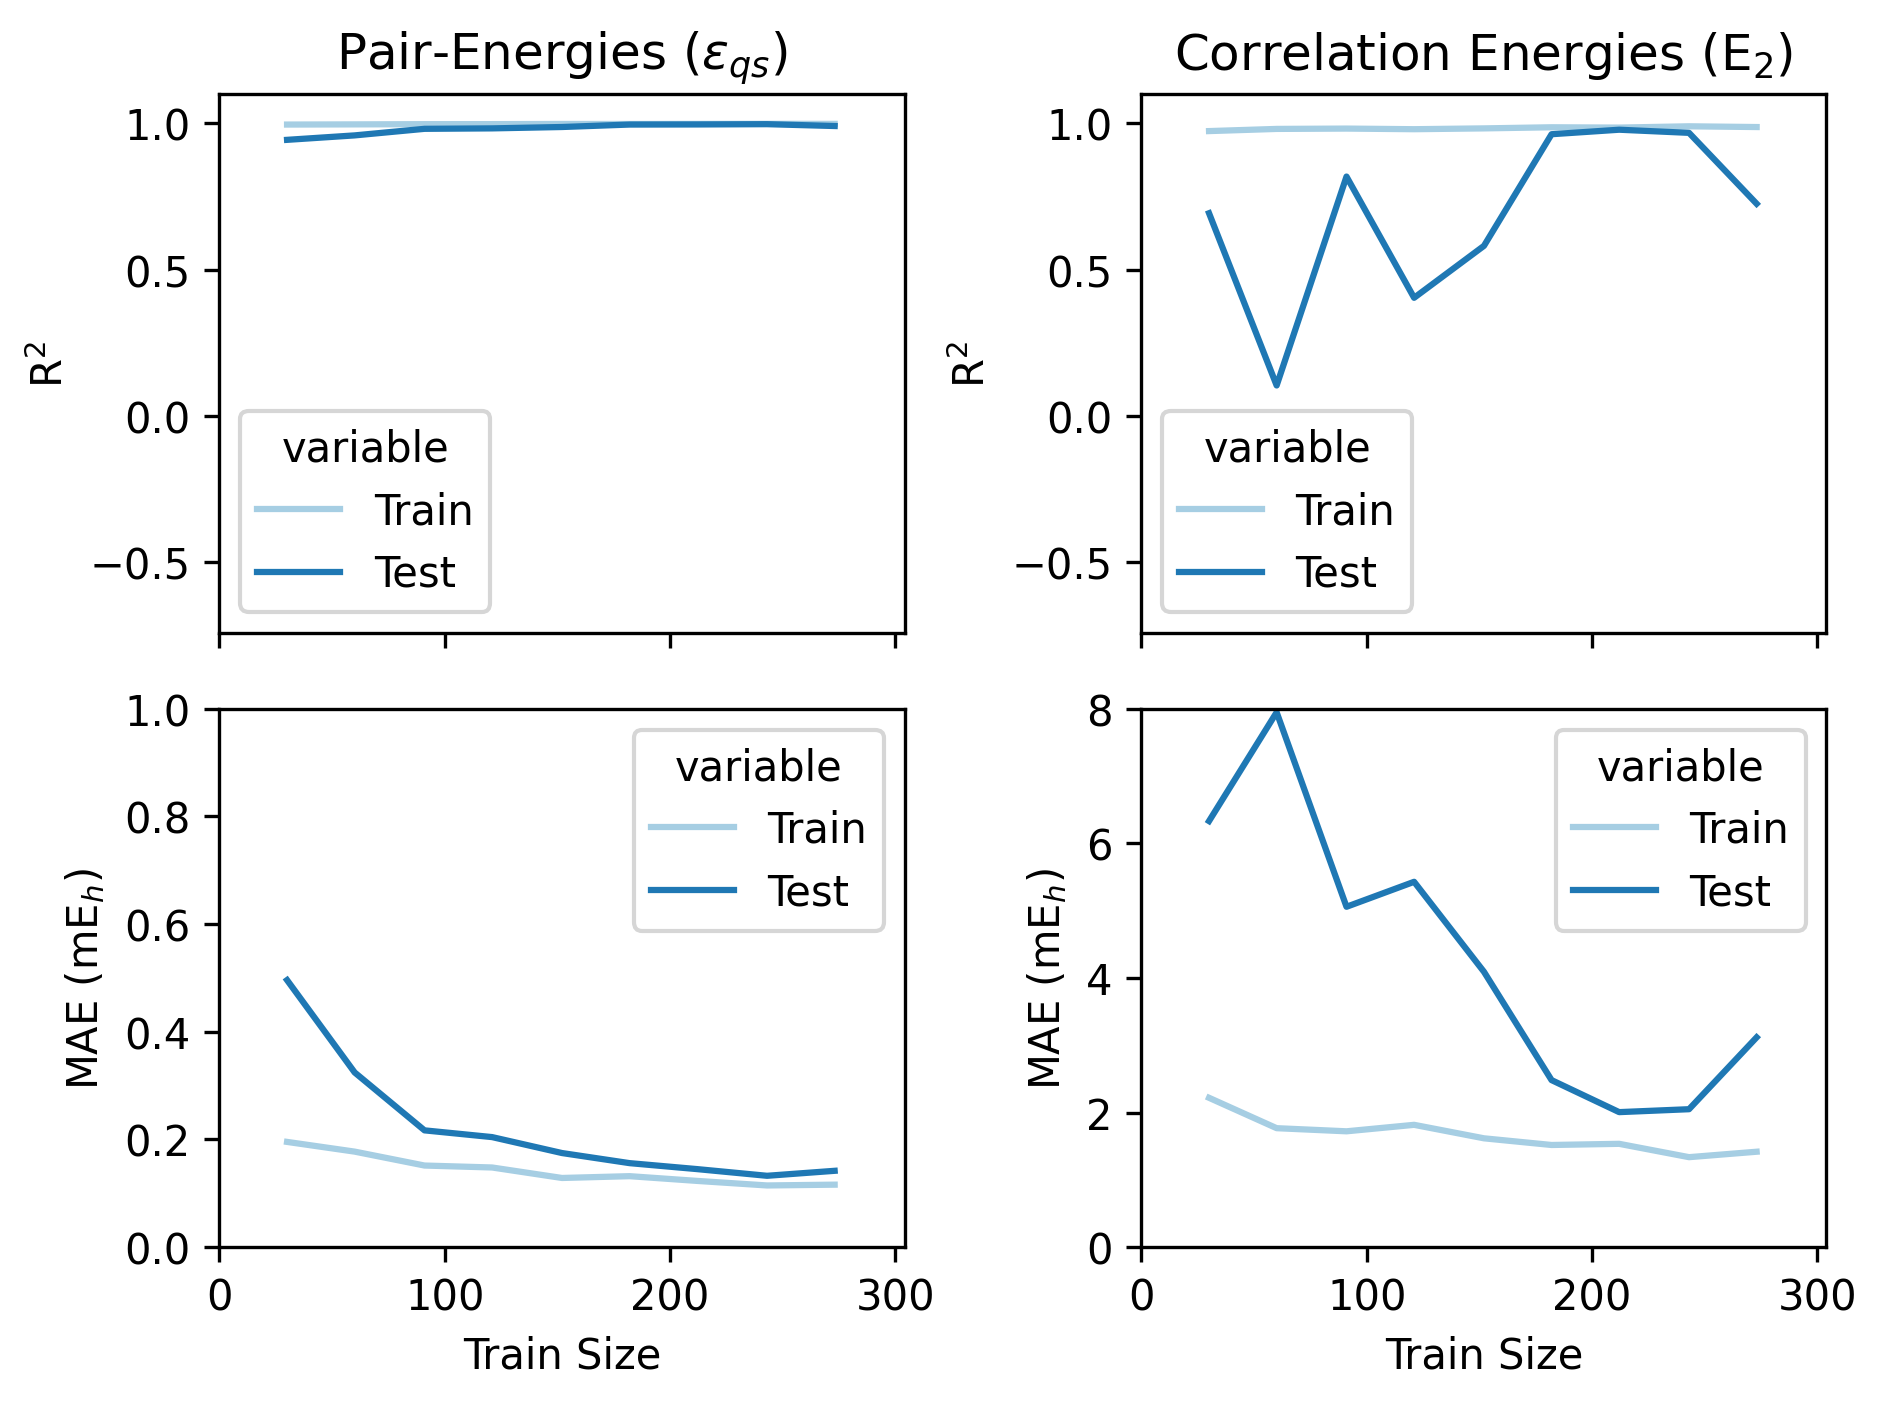 Pair-Energies (ε_qs)
Correlation Energies (E₂)
1.0
0.5
0.0
−0.5
R²
variable
Train
Test
1.0
0.5
0.0
−0.5
R²
variable
Train
Test
1.0
0.8
0.6
0.4
0.2
0.0
MAE (mE_h)
variable
Train
Test
0 100 200 300
Train Size
8
6
4
2
0
MAE (mE_h)
variable
Train
Test
0 100 200 300
Train Size